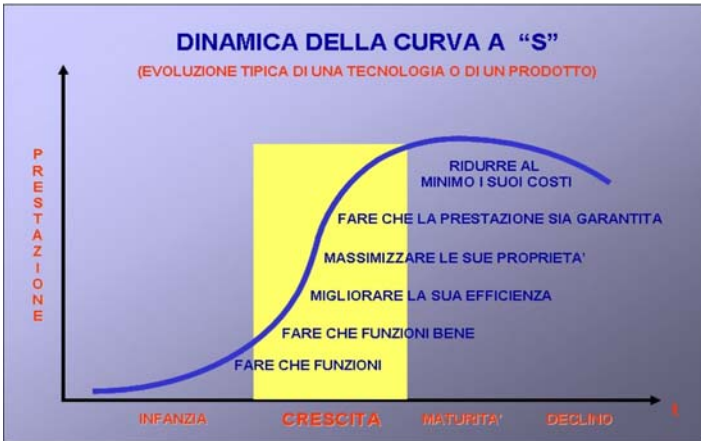 DINAMICA DELLA CURVA A “S”
(EVOLUZIONE TIPICA DI UNA TECNOLOGIA O DI UN PRODOTTO)
PRESTAZIONE
RIDURRE AL
MINIMO I SUOI COSTI
FARE CHE LA PRESTAZIONE SIA GARANTITA
MASSIMIZZARE LE SUE PROPRIETA'
MIGLIORARE LA SUA EFFICIENZA
FARE CHE FUNZIONI BENE
FARE CHE FUNZIONI
INFANZIA CRESCITA MATURITA' DECLINO t